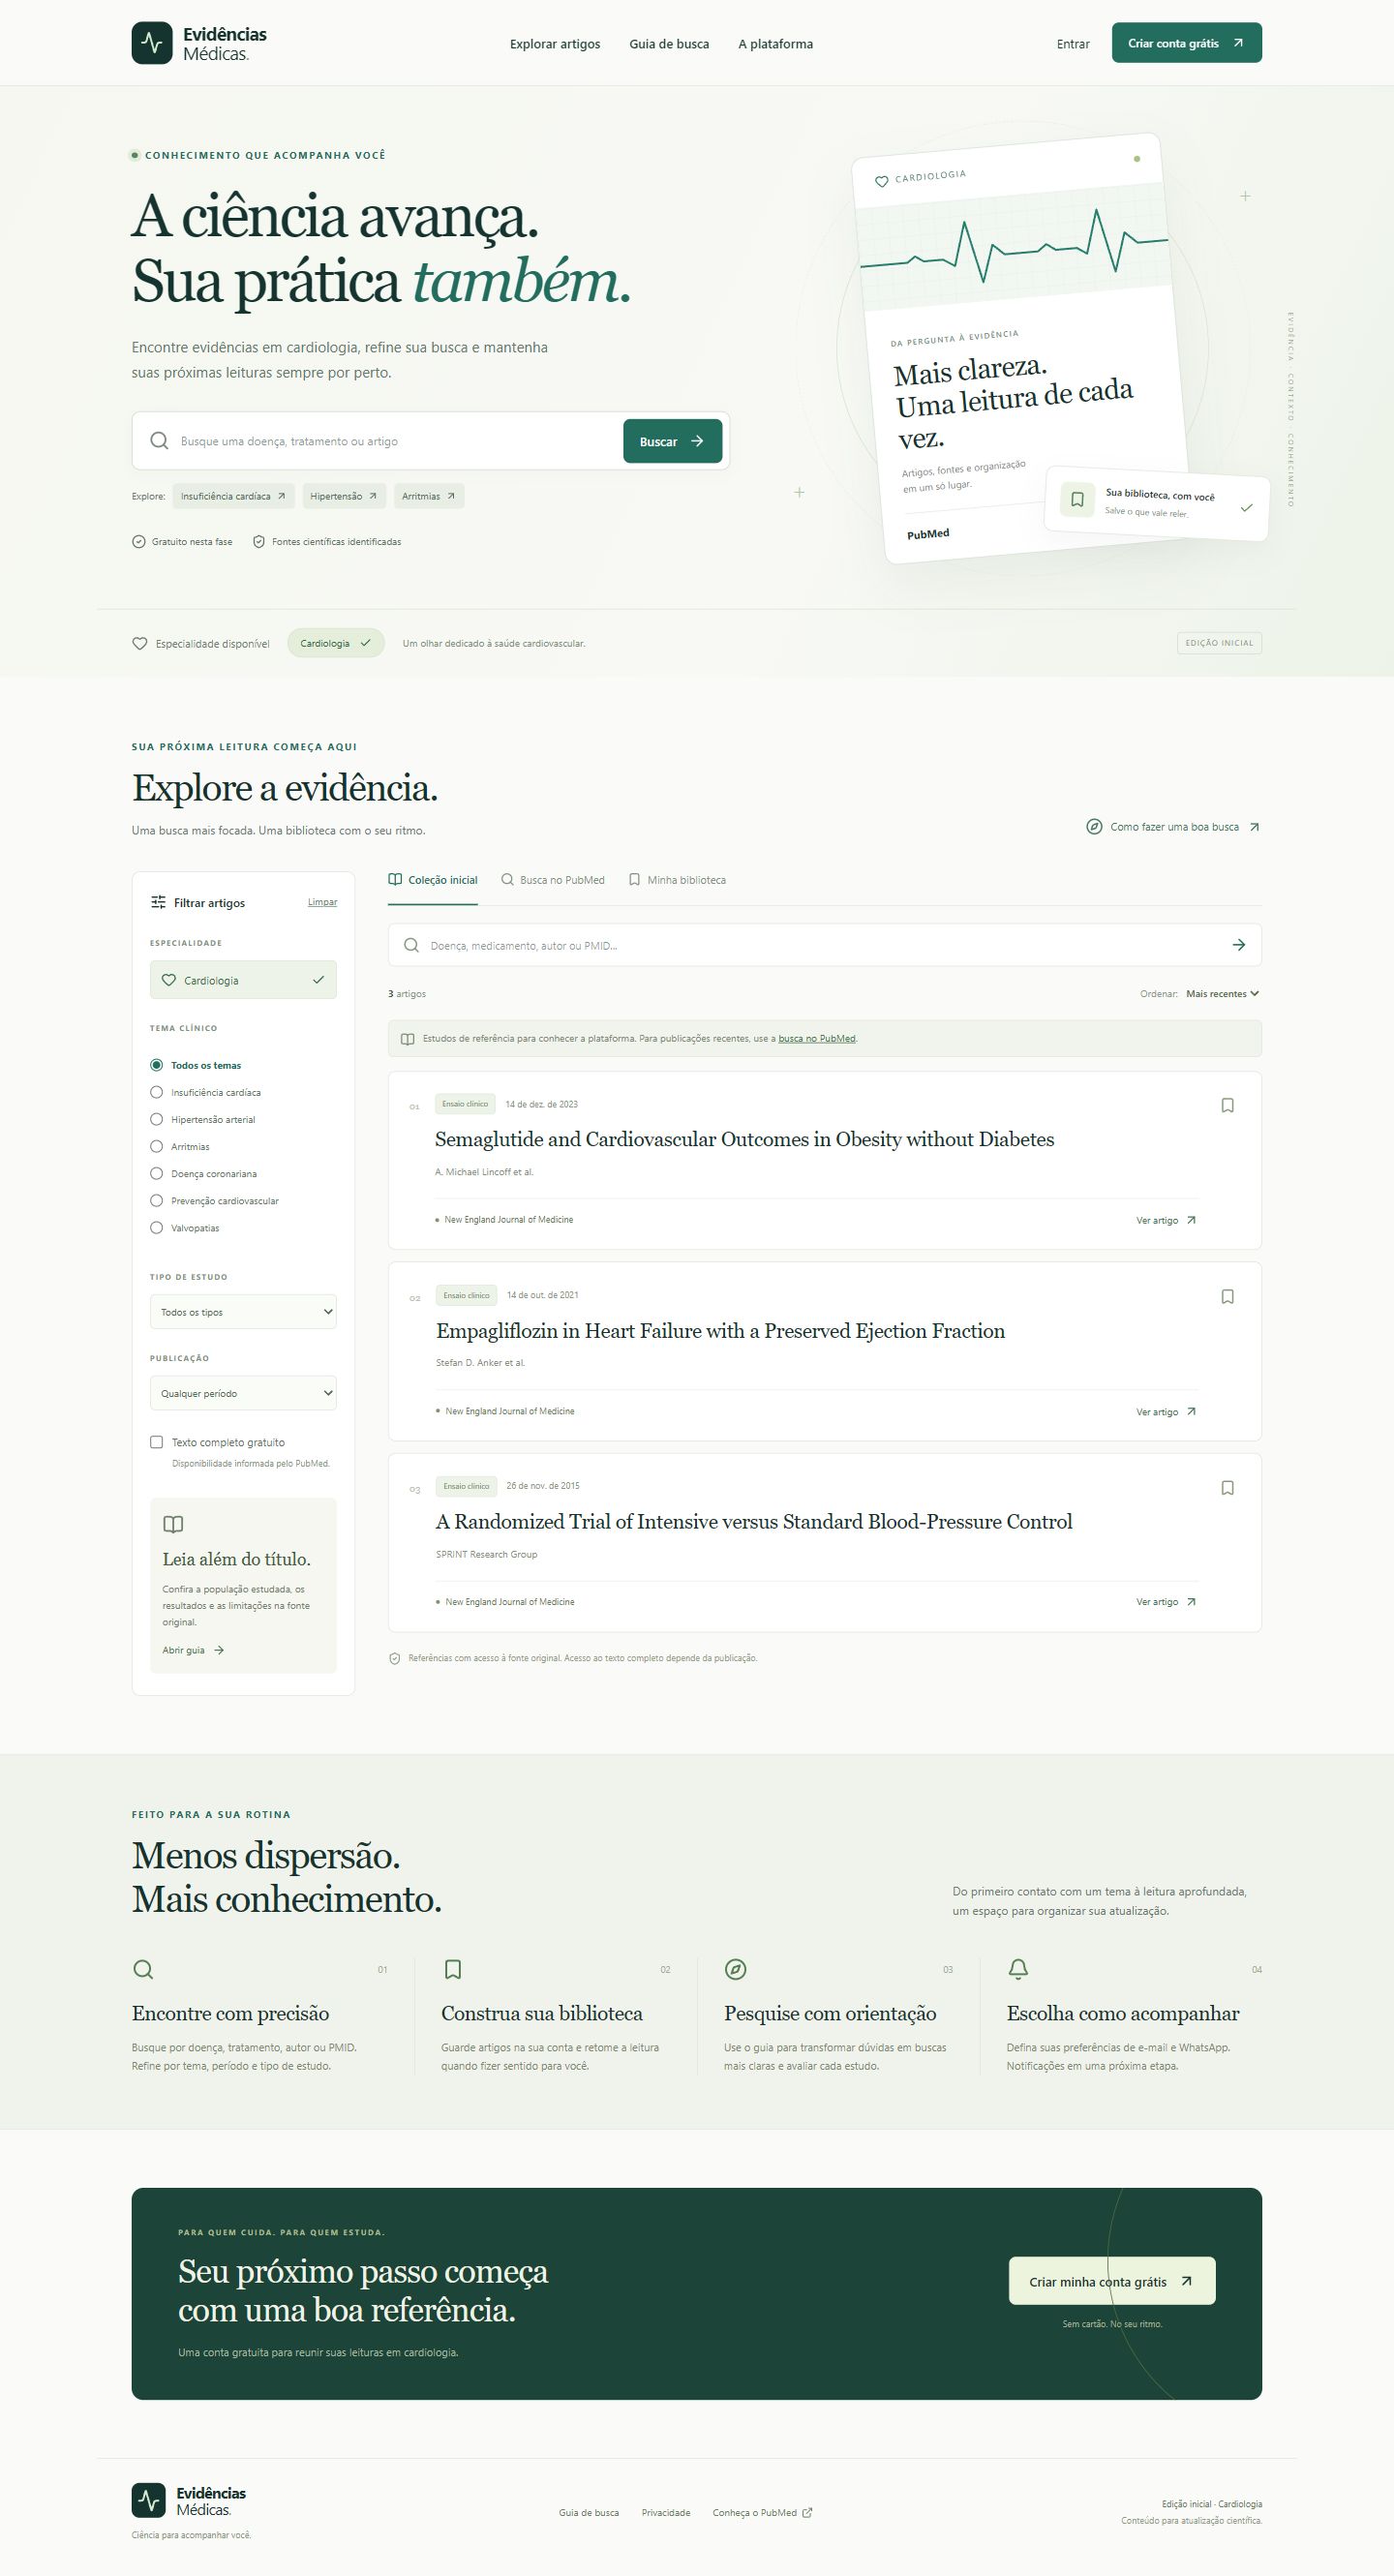 Evidências
Médicas.
Explorar artigos
Guia de busca
A plataforma
Entrar
Criar conta grátis
CONHECIMENTO QUE ACOMPANHA VOCÊ
A ciência avança.
Sua prática também.
Encontre evidências em cardiologia, refine sua busca e mantenha
suas próximas leituras sempre por perto.
Busque uma doença, tratamento ou artigo
Buscar
Explore:
Insuficiência cardíaca
Hipertensão
Arritmias
Gratuito nesta fase
Fontes científicas identificadas
CARDIOLOGIA
DA PERGUNTA À EVIDÊNCIA
Mais clareza.
Uma leitura de cada
vez.
Artigos, fontes e organização
em um só lugar.
PubMed
Sua biblioteca, com você
Salve o que vale reler.
EVIDÊNCIA · CONTEXTO · CONHECIMENTO
Especialidade disponível
Cardiologia
Um olhar dedicado à saúde cardiovascular.
EDIÇÃO INICIAL
SUA PRÓXIMA LEITURA COMEÇA AQUI
Explore a evidência.
Uma busca mais focada. Uma biblioteca com o seu ritmo.
Como fazer uma boa busca
Filtrar artigos
Limpar
ESPECIALIDADE
Cardiologia
TEMA CLÍNICO
Todos os temas
Insuficiência cardíaca
Hipertensão arterial
Arritmias
Doença coronariana
Prevenção cardiovascular
Valvopatias
TIPO DE ESTUDO
Todos os tipos
PUBLICAÇÃO
Qualquer período
Texto completo gratuito
Disponibilidade informada pelo PubMed.
Leia além do título.
Confira a população estudada, os
resultados e as limitações na fonte
original.
Abrir guia
Coleção inicial
Busca no PubMed
Minha biblioteca
Doença, medicamento, autor ou PMID...
3 artigos
Ordenar: Mais recentes
Estudos de referência para conhecer a plataforma. Para publicações recentes, use a busca no PubMed.
01
Ensaio clínico
14 de dez. de 2023
Semaglutide and Cardiovascular Outcomes in Obesity without Diabetes
A. Michael Lincoff et al.
New England Journal of Medicine
Ver artigo
02
Ensaio clínico
14 de out. de 2021
Empagliflozin in Heart Failure with a Preserved Ejection Fraction
Stefan D. Anker et al.
New England Journal of Medicine
Ver artigo
03
Ensaio clínico
26 de nov. de 2015
A Randomized Trial of Intensive versus Standard Blood-Pressure Control
SPRINT Research Group
New England Journal of Medicine
Ver artigo
Referências com acesso à fonte original. Acesso ao texto completo depende da publicação.
FEITO PARA A SUA ROTINA
Menos dispersão.
Mais conhecimento.
Do primeiro contato com um tema à leitura aprofundada,
um espaço para organizar sua atualização.
01
Encontre com precisão
Busque por doença, tratamento, autor ou PMID.
Refine por tema, período e tipo de estudo.
02
Construa sua biblioteca
Guarde artigos na sua conta e retome a leitura
quando fizer sentido para você.
03
Pesquise com orientação
Use o guia para transformar dúvidas em buscas
mais claras e avaliar cada estudo.
04
Escolha como acompanhar
Defina suas preferências de e-mail e WhatsApp.
Notificações em uma próxima etapa.
PARA QUEM CUIDA. PARA QUEM ESTUDA.
Seu próximo passo começa
com uma boa referência.
Uma conta gratuita para reunir suas leituras em cardiologia.
Criar minha conta grátis
Sem cartão. No seu ritmo.
Evidências
Médicas.
Ciência para acompanhar você.
Guia de busca
Privacidade
Conheça o PubMed
Edição inicial · Cardiologia
Conteúdo para atualização científica.